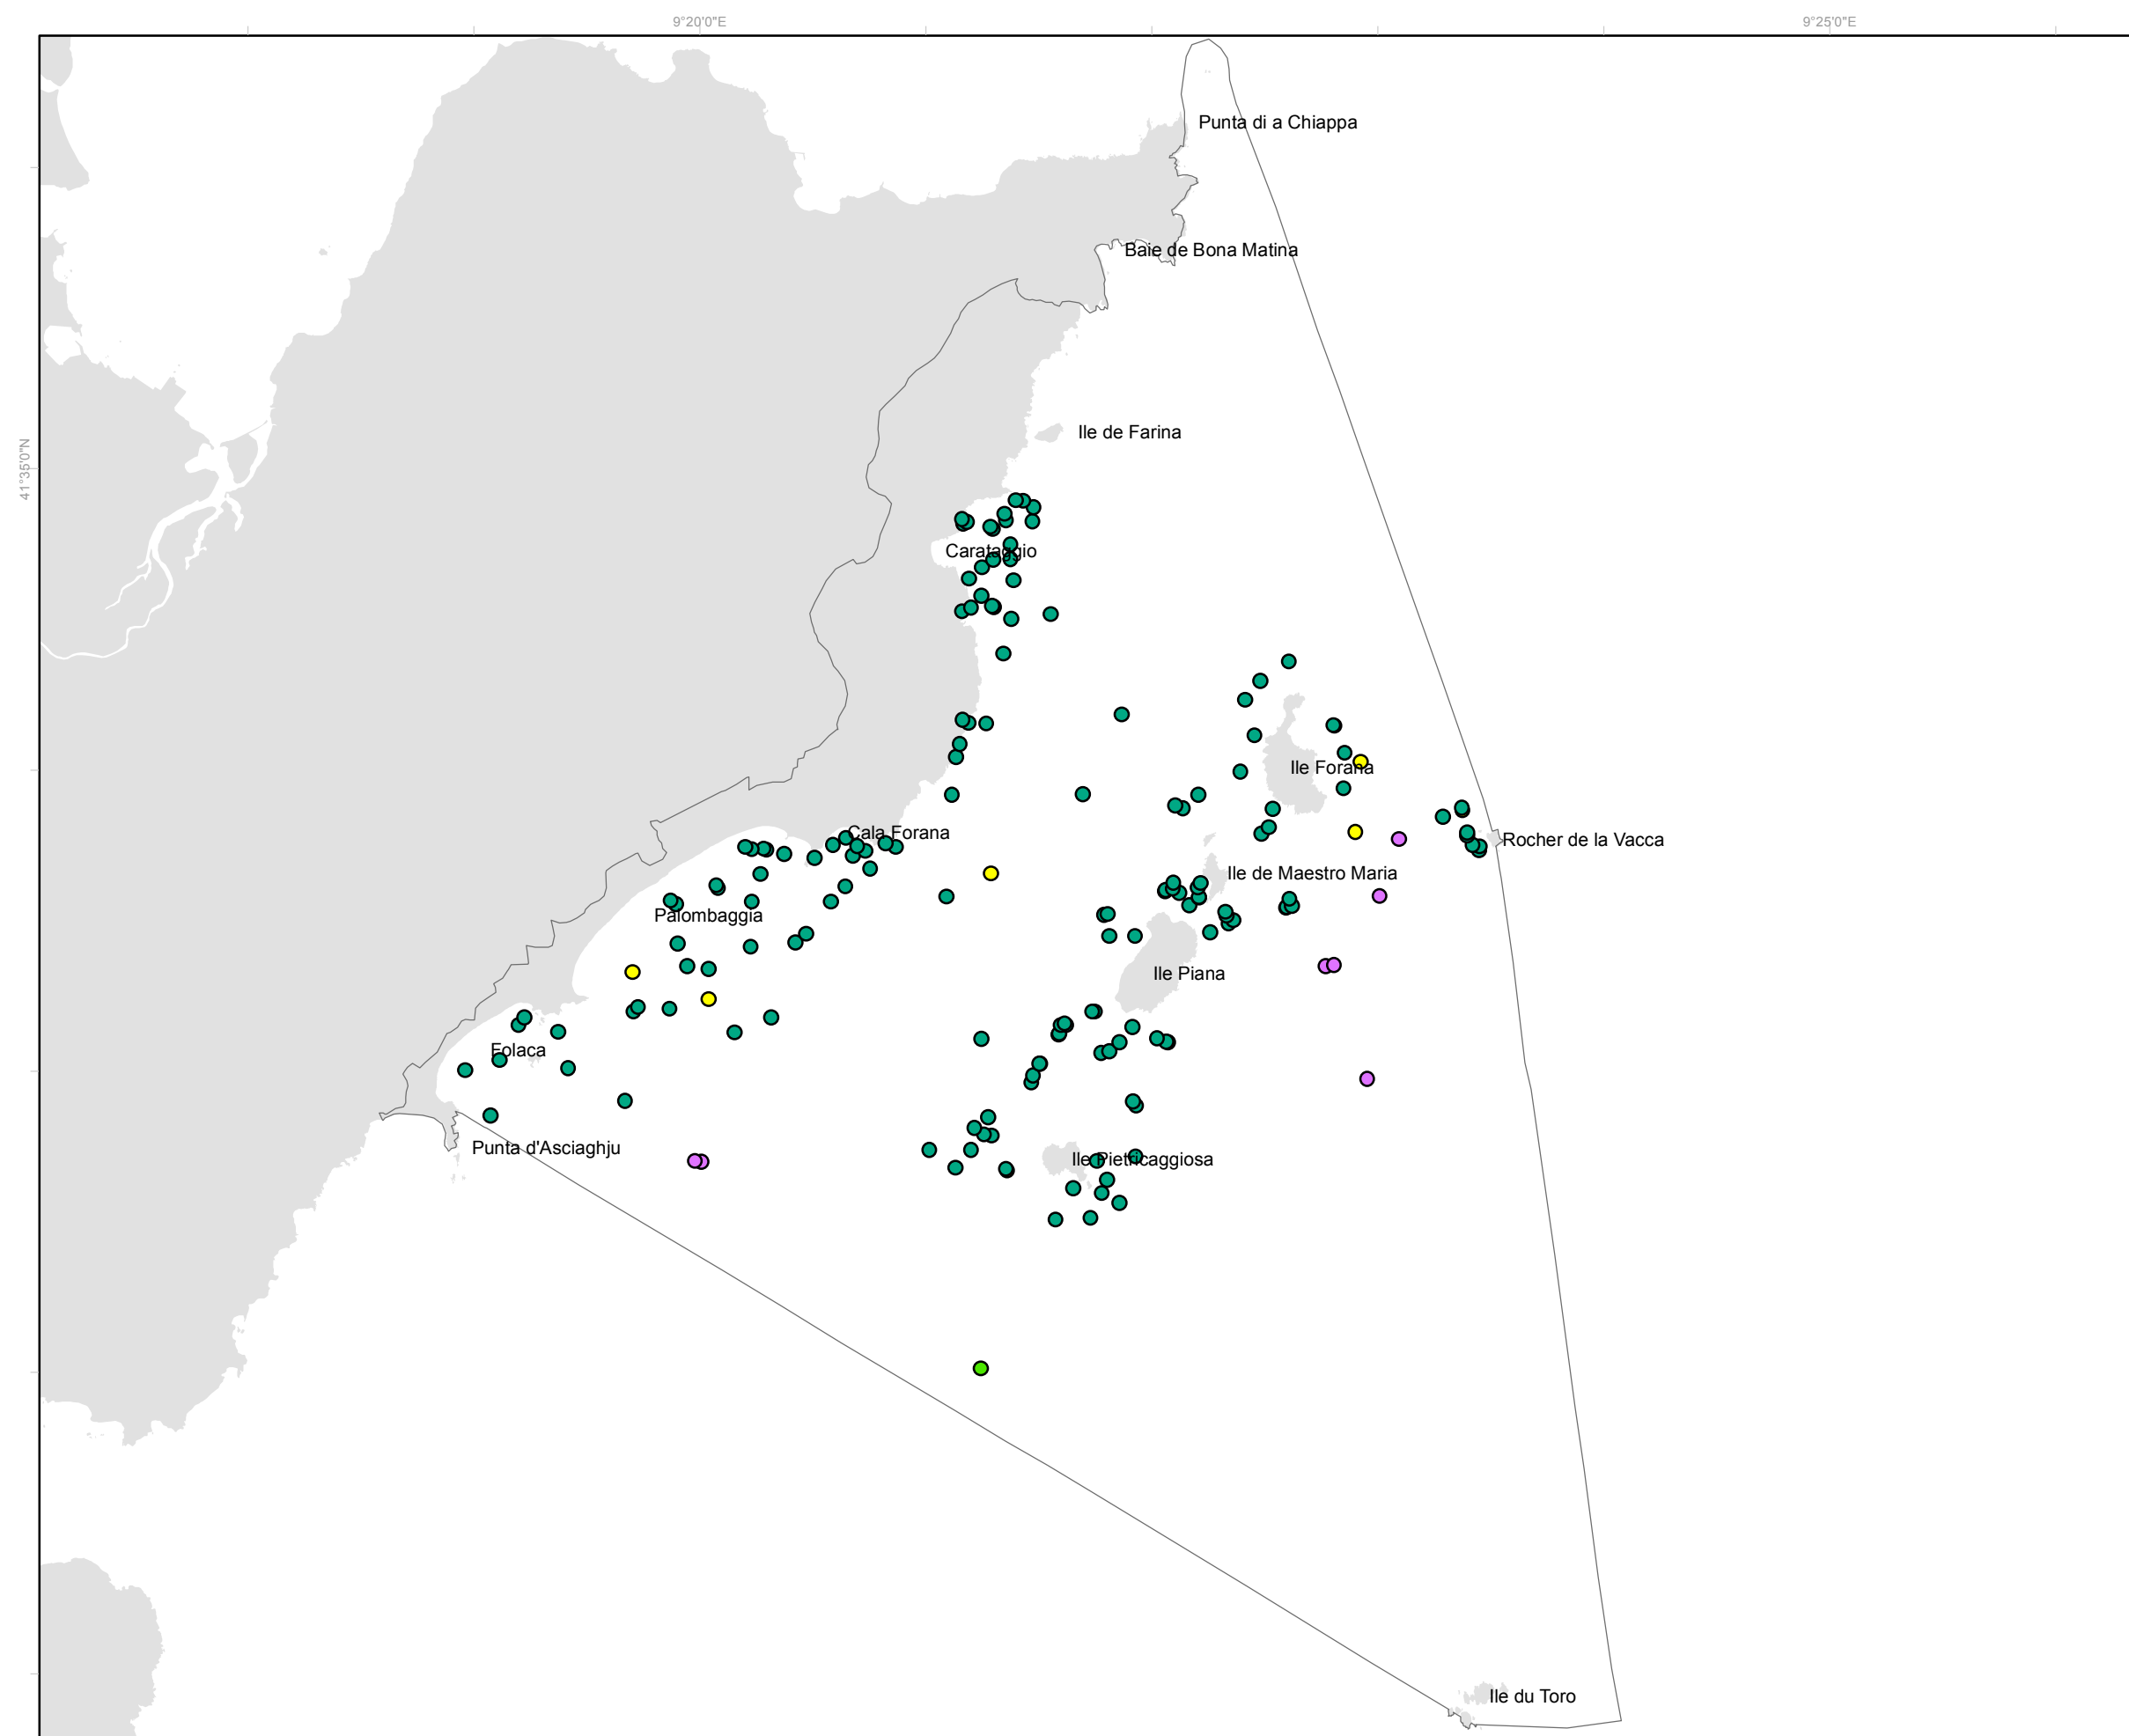 9°20'0"E
9°25'0"E
Punta di a Chiappa
Baie de Bona Matina
Ile de Farina
41°35'0"N
Carataggio
Ile Forana
Cala Forana
Rocher de la Vacca
Ile de Maestro Maria
Palombaggia
Ile Piana
Folaca
Punta d'Asciaghju
Ile Pietricaggiosa
Ile du Toro